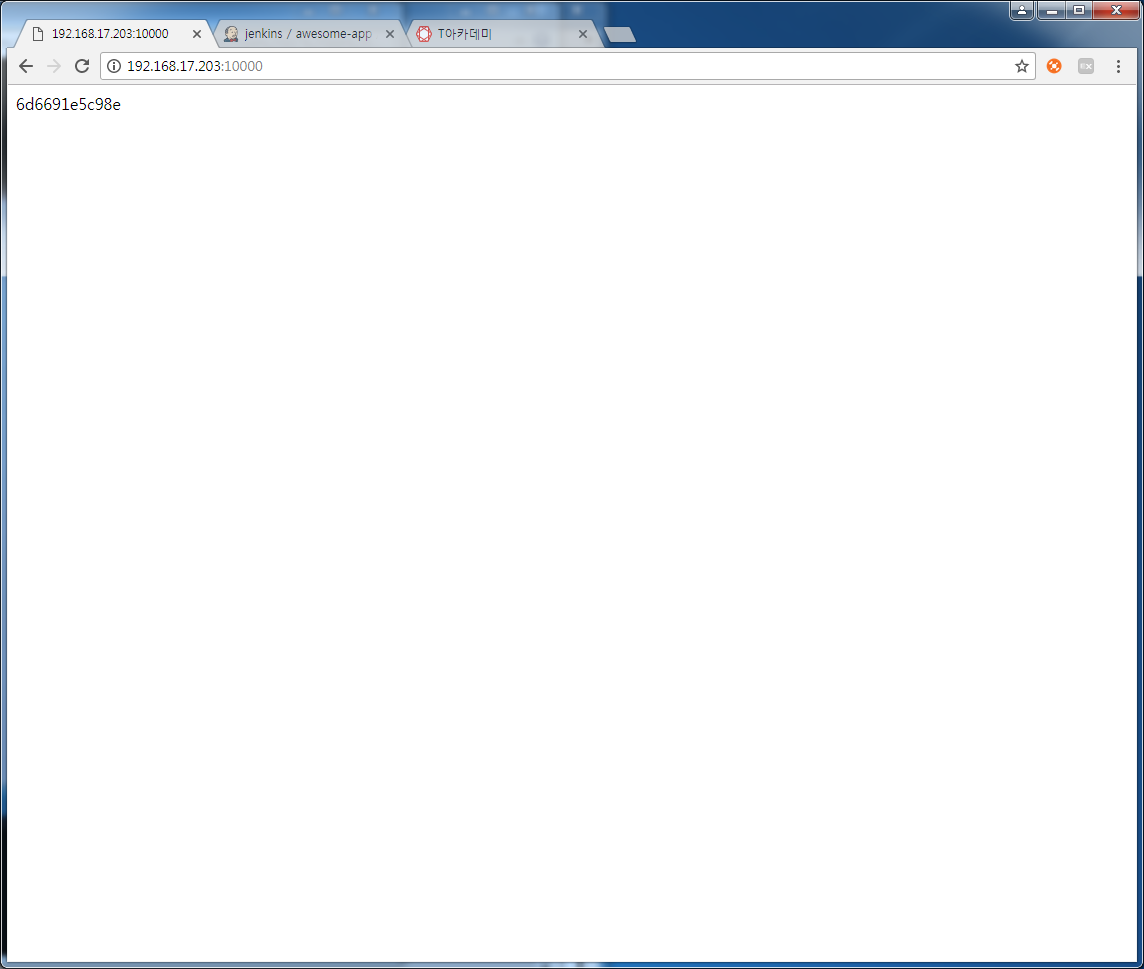 192.168.17.203:10000
jenkins / awesome-app
T아카데미
192.168.17.203:10000
EX
6d6691e5c98e